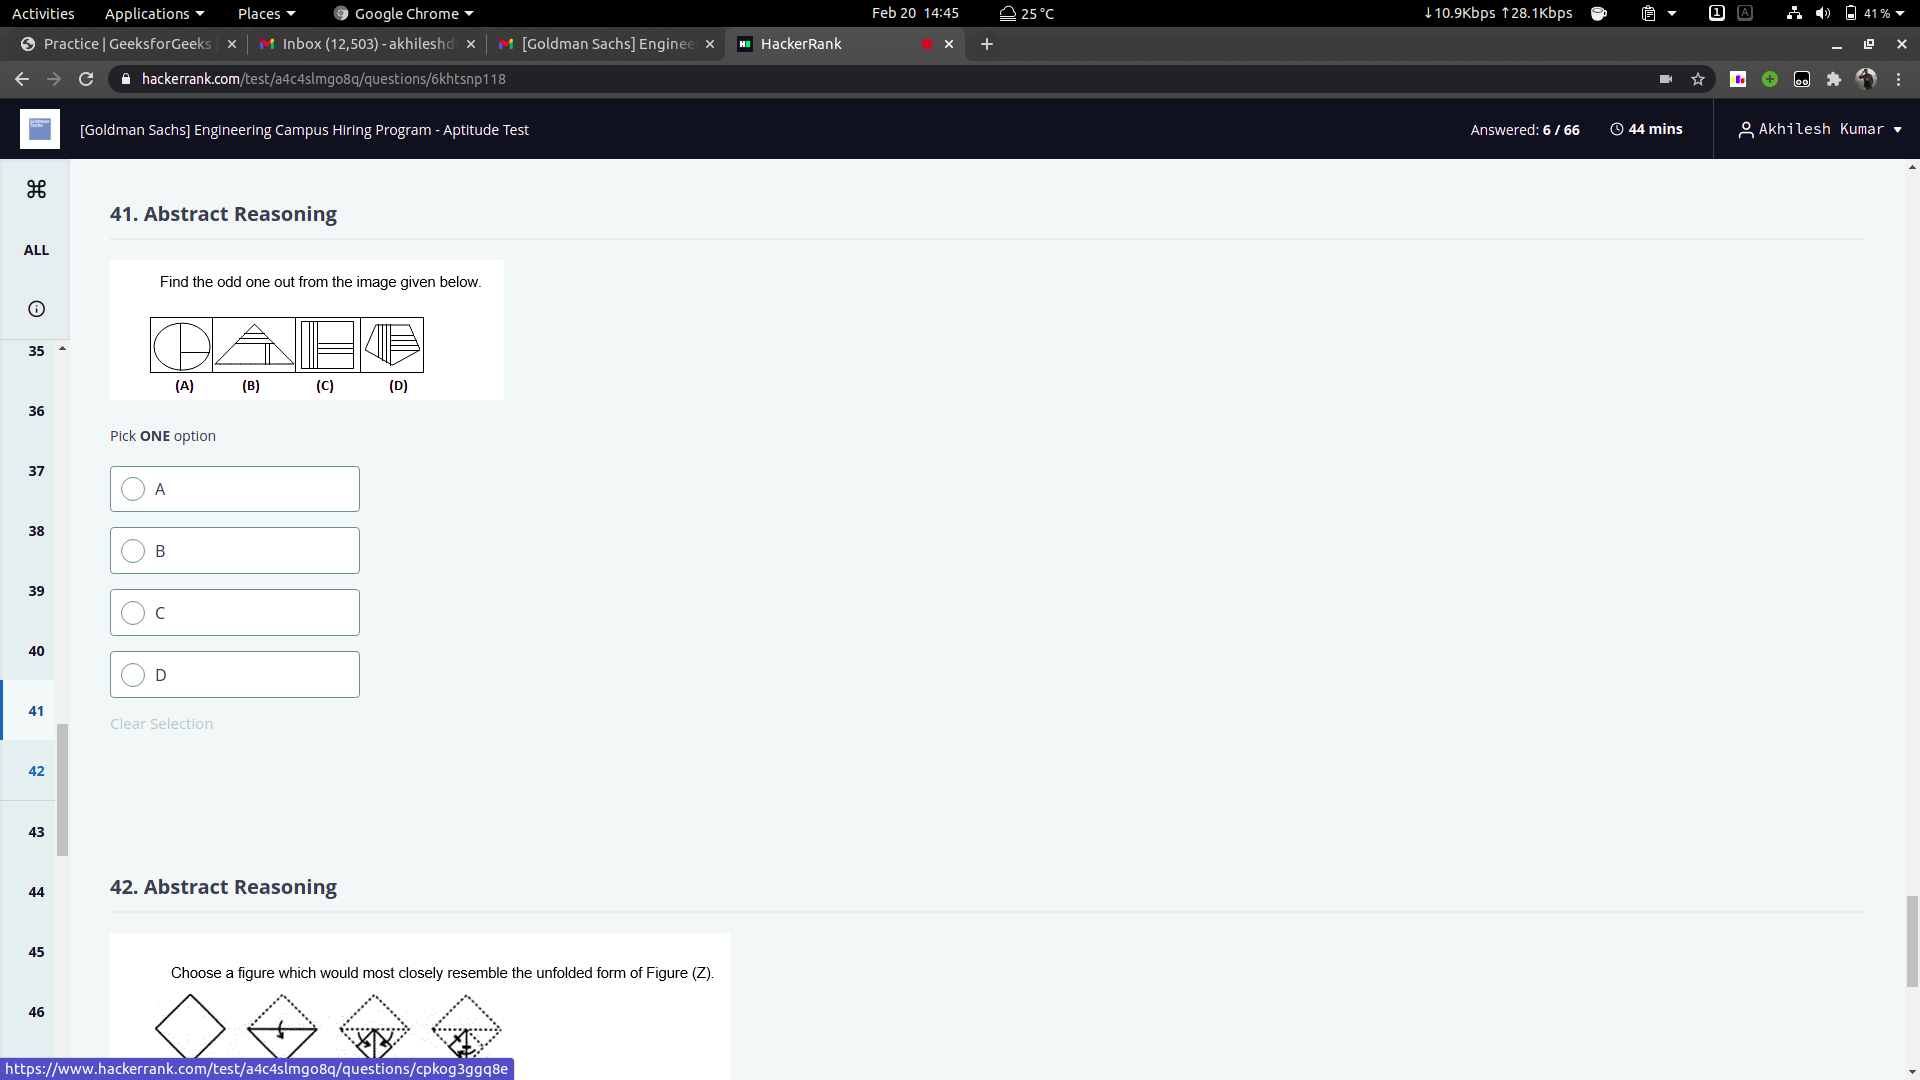 Activities Applications Places Google Chrome Feb 20 14:45 25 °C ↓10.9Kbps ↑28.1Kbps 1 A 41 %
Practice | GeeksforGeeks Inbox (12,503) - akhileshd [Goldman Sachs] Enginee HackerRank
hackerrank.com/test/a4c4slmgo8q/questions/6khtsnp118
[Goldman Sachs] Engineering Campus Hiring Program - Aptitude Test Answered: 6 / 66 44 mins Akhilesh Kumar
ALL
35
36
37
38
39
40
41
42
43
44
45
46
41. Abstract Reasoning
Find the odd one out from the image given below.
(A) (B) (C) (D)
Pick ONE option
A
B
C
D
Clear Selection
42. Abstract Reasoning
Choose a figure which would most closely resemble the unfolded form of Figure (Z).
https://www.hackerrank.com/test/a4c4slmgo8q/questions/cpkog3ggq8e